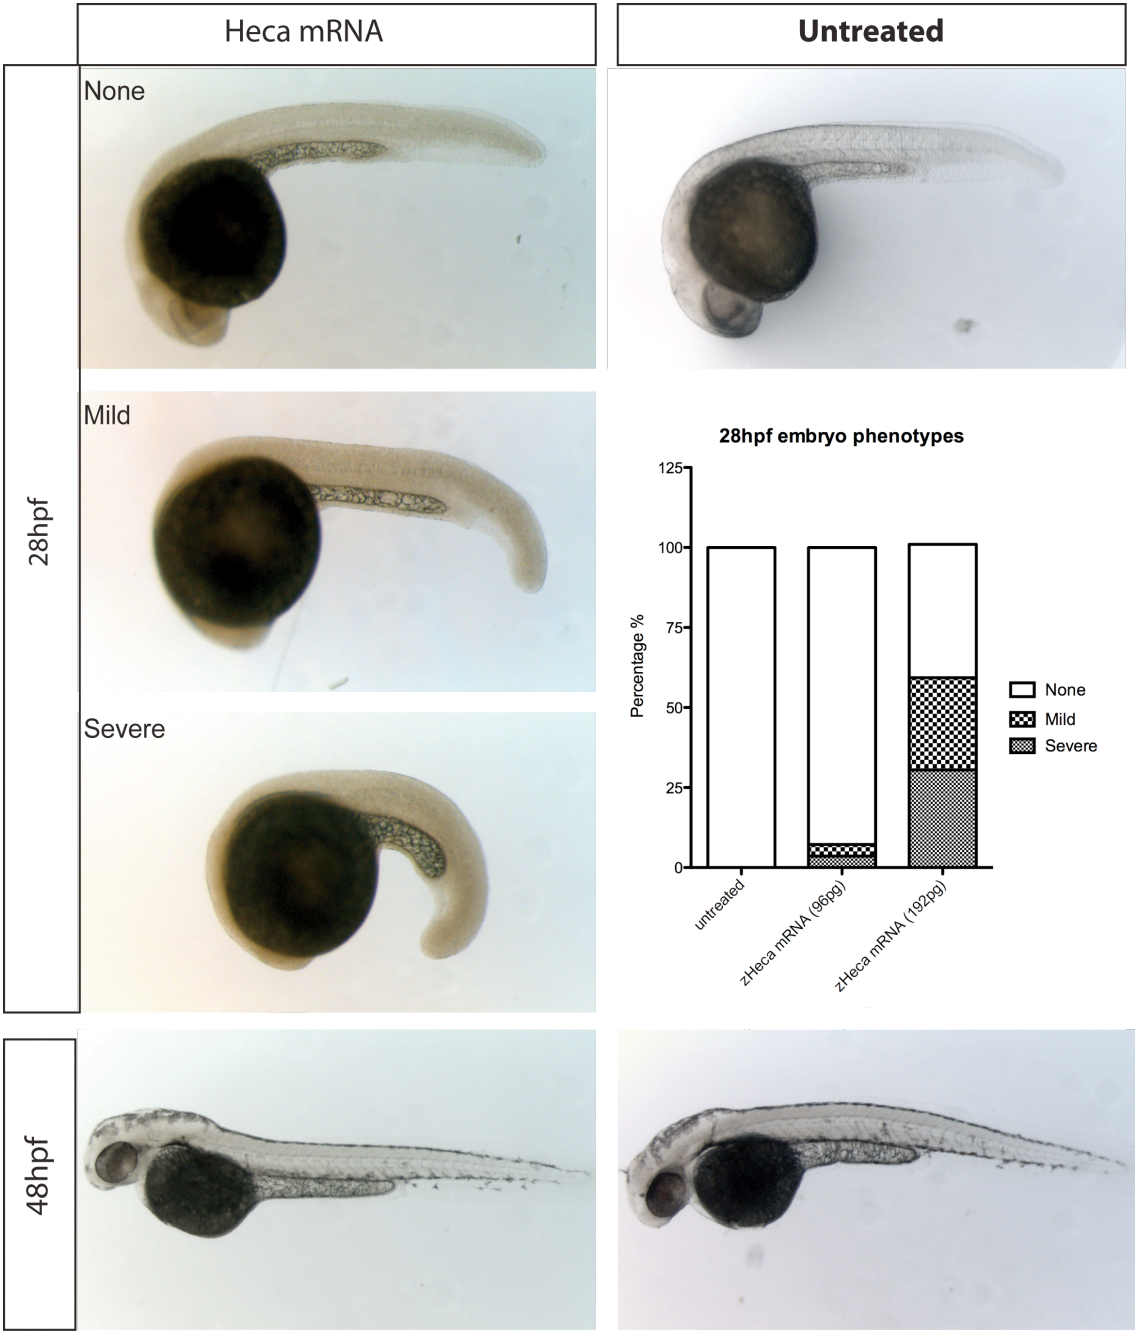 Heca mRNA
Untreated
28hpf
None
Mild
Severe
28hpf embryo phenotypes
Percentage %
125
100
75
50
25
0
untreated
zHeca mRNA (96pg)
zHeca mRNA (192pg)
None
Mild
Severe
48hpf